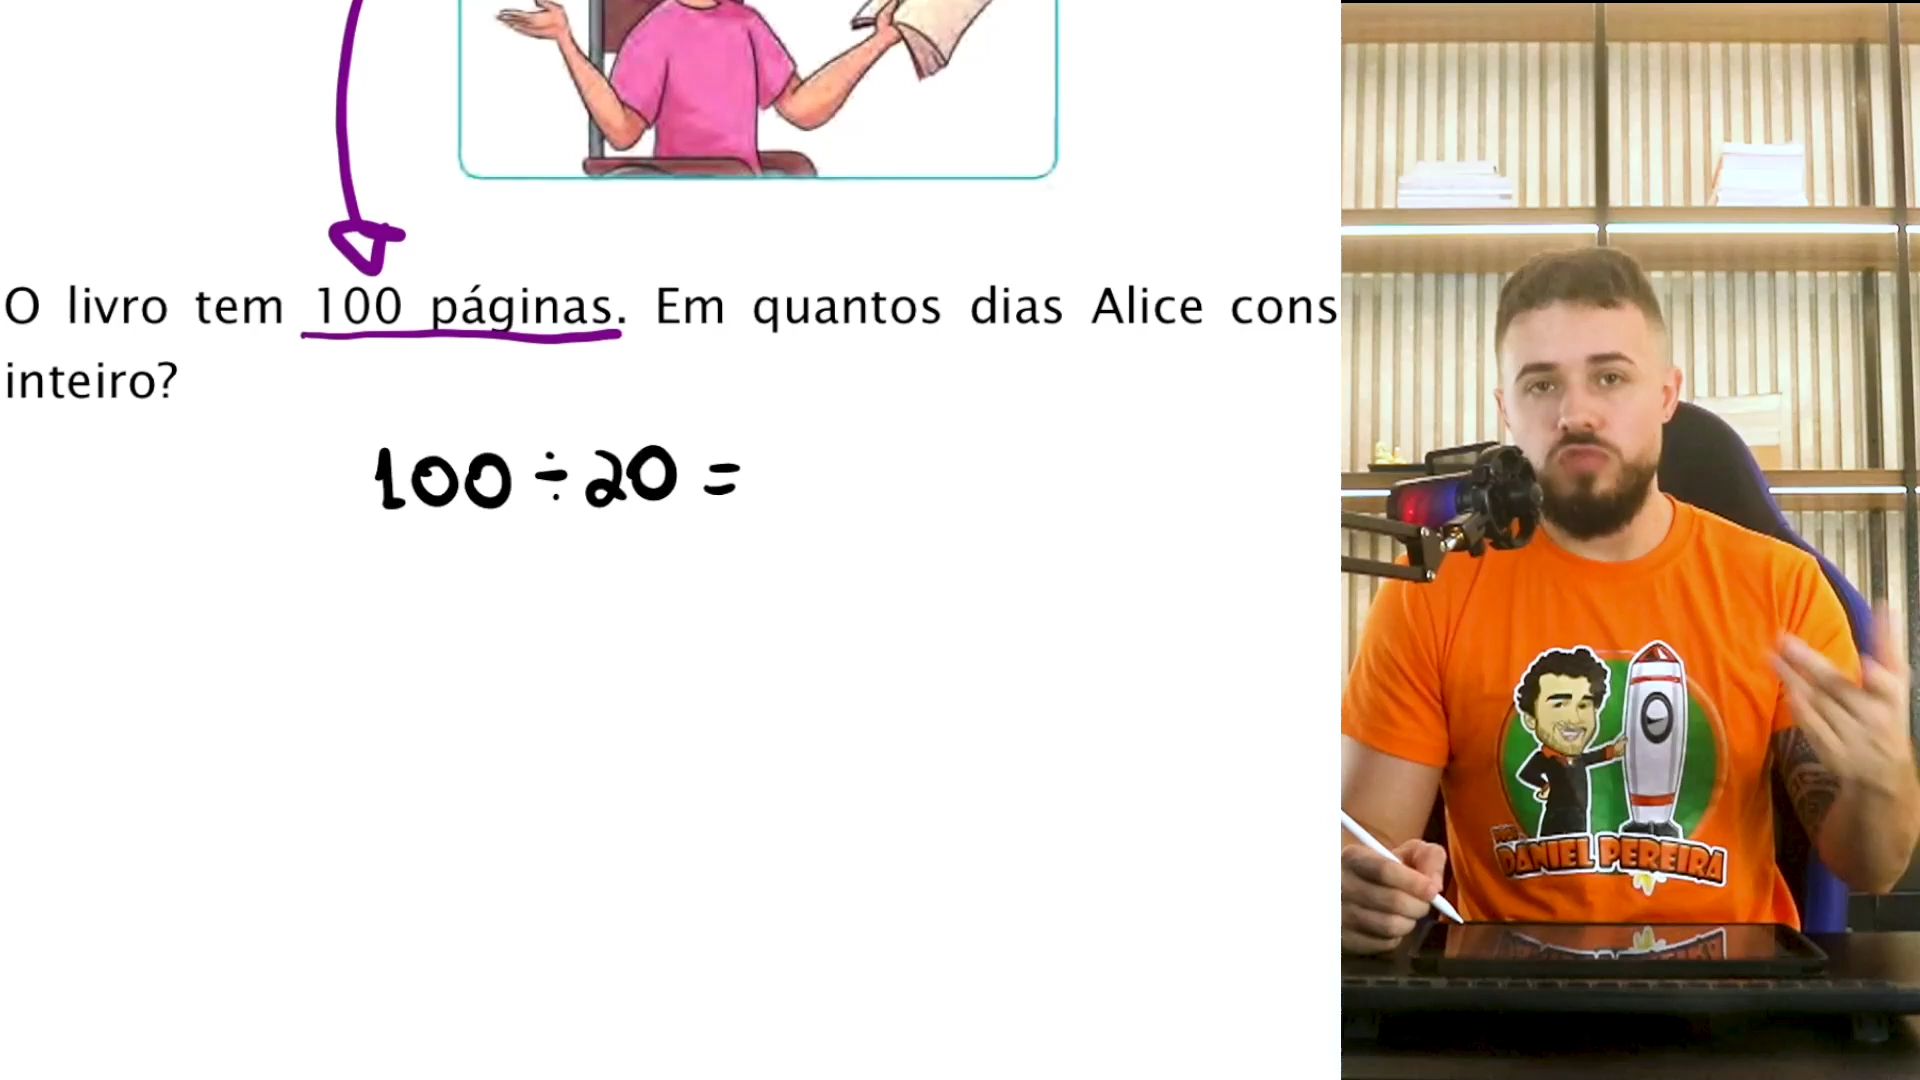 O livro tem 100 páginas. Em quantos dias Alice cons
inteiro?
100 ÷ 20 =
DANIEL PEREIRA